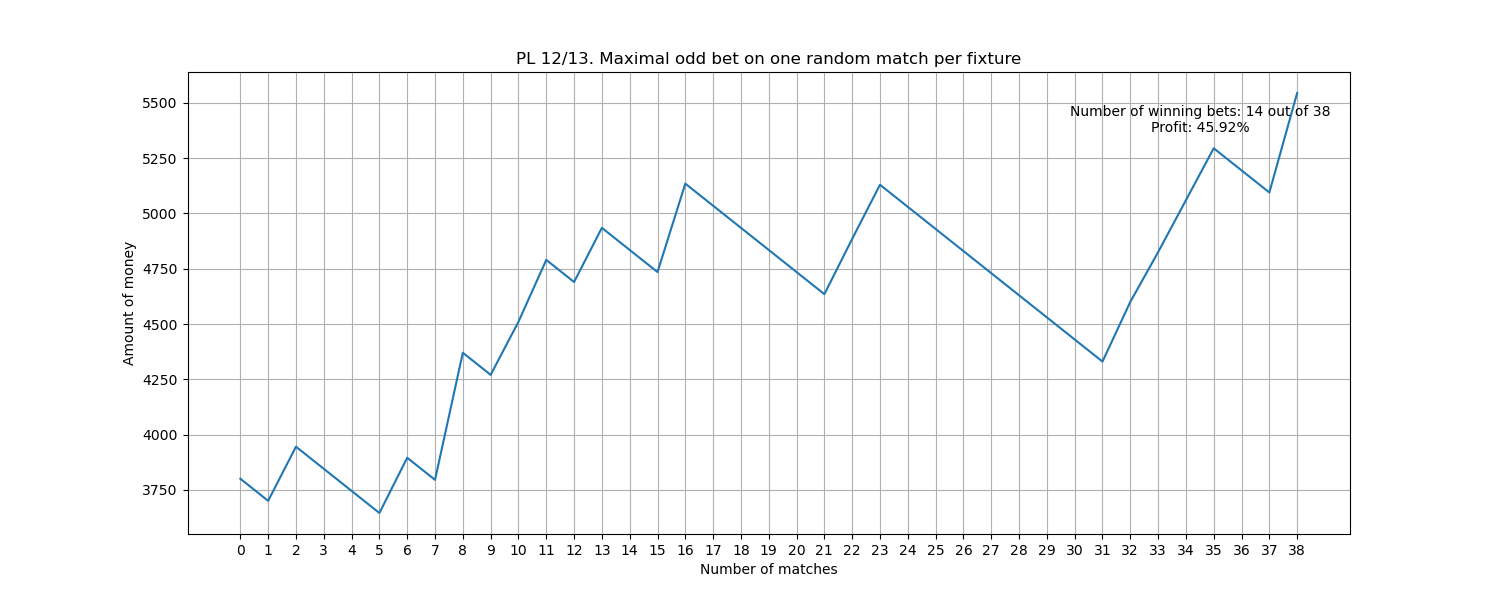 PL 12/13. Maximal odd bet on one random match per fixture
Number of winning bets: 14 out of 38
Profit: 45.92%
Amount of money
5500
5250
5000
4750
4500
4250
4000
3750
0 1 2 3 4 5 6 7 8 9 10 11 12 13 14 15 16 17 18 19 20 21 22 23 24 25 26 27 28 29 30 31 32 33 34 35 36 37 38
Number of matches